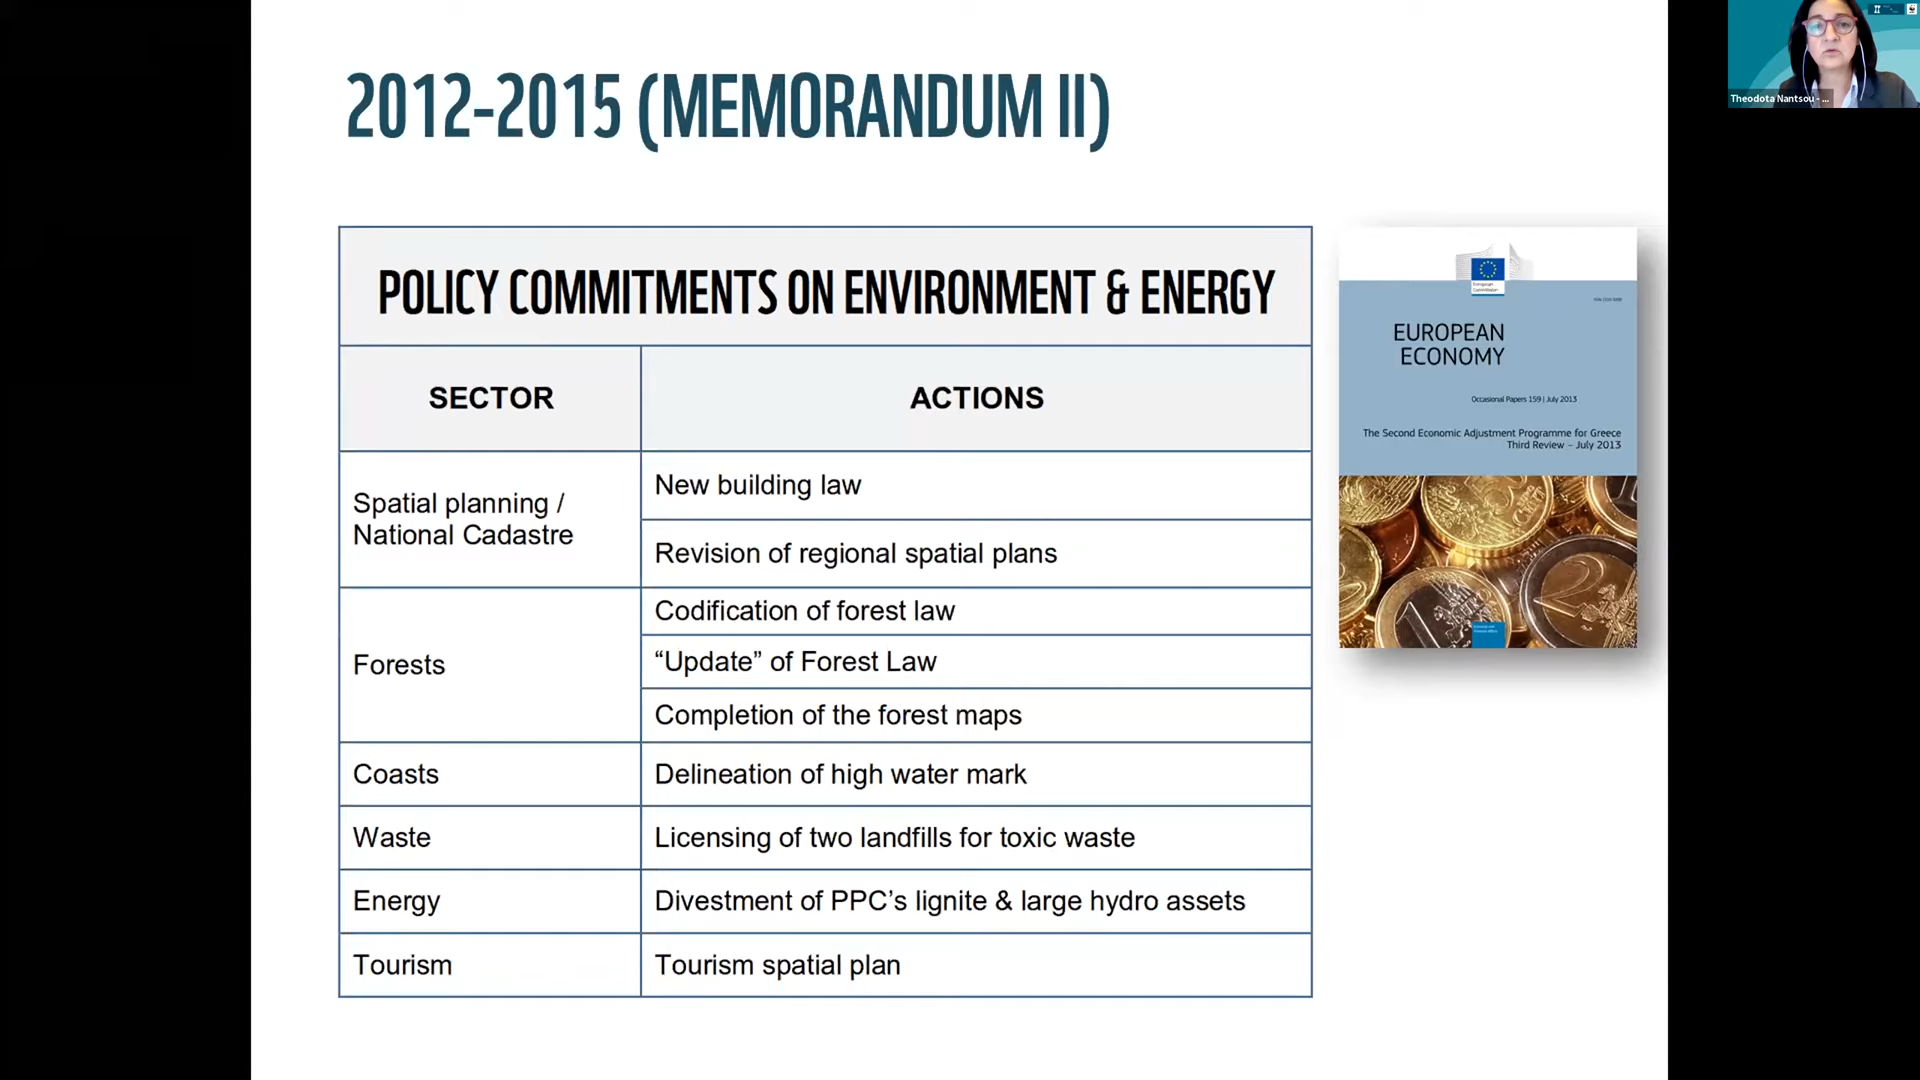 2012-2015 (MEMORANDUM II)
POLICY COMMITMENTS ON ENVIRONMENT & ENERGY
SECTOR
ACTIONS
Spatial planning /
National Cadastre
New building law
Revision of regional spatial plans
Forests
Codification of forest law
“Update” of Forest Law
Completion of the forest maps
Coasts
Delineation of high water mark
Waste
Licensing of two landfills for toxic waste
Energy
Divestment of PPC’s lignite & large hydro assets
Tourism
Tourism spatial plan
European
Commission
EUROPEAN
ECONOMY
Occasional Papers 159 | July 2013
The Second Economic Adjustment Programme for Greece
Third Review – July 2013
Theodota Nantsou - ...